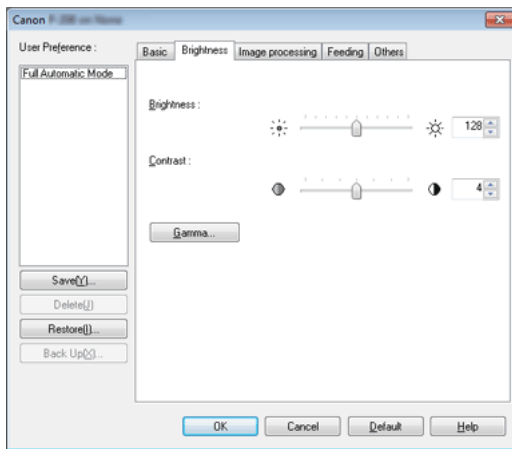 Canon
User Preference :
Full Automatic Mode
Save(Y)...
Delete(J)
Restore(I)...
Back Up(X)...
Basic Brightness Image processing Feeding Others
Brightness :
128
Contrast :
4
Gamma...
OK Cancel Default Help